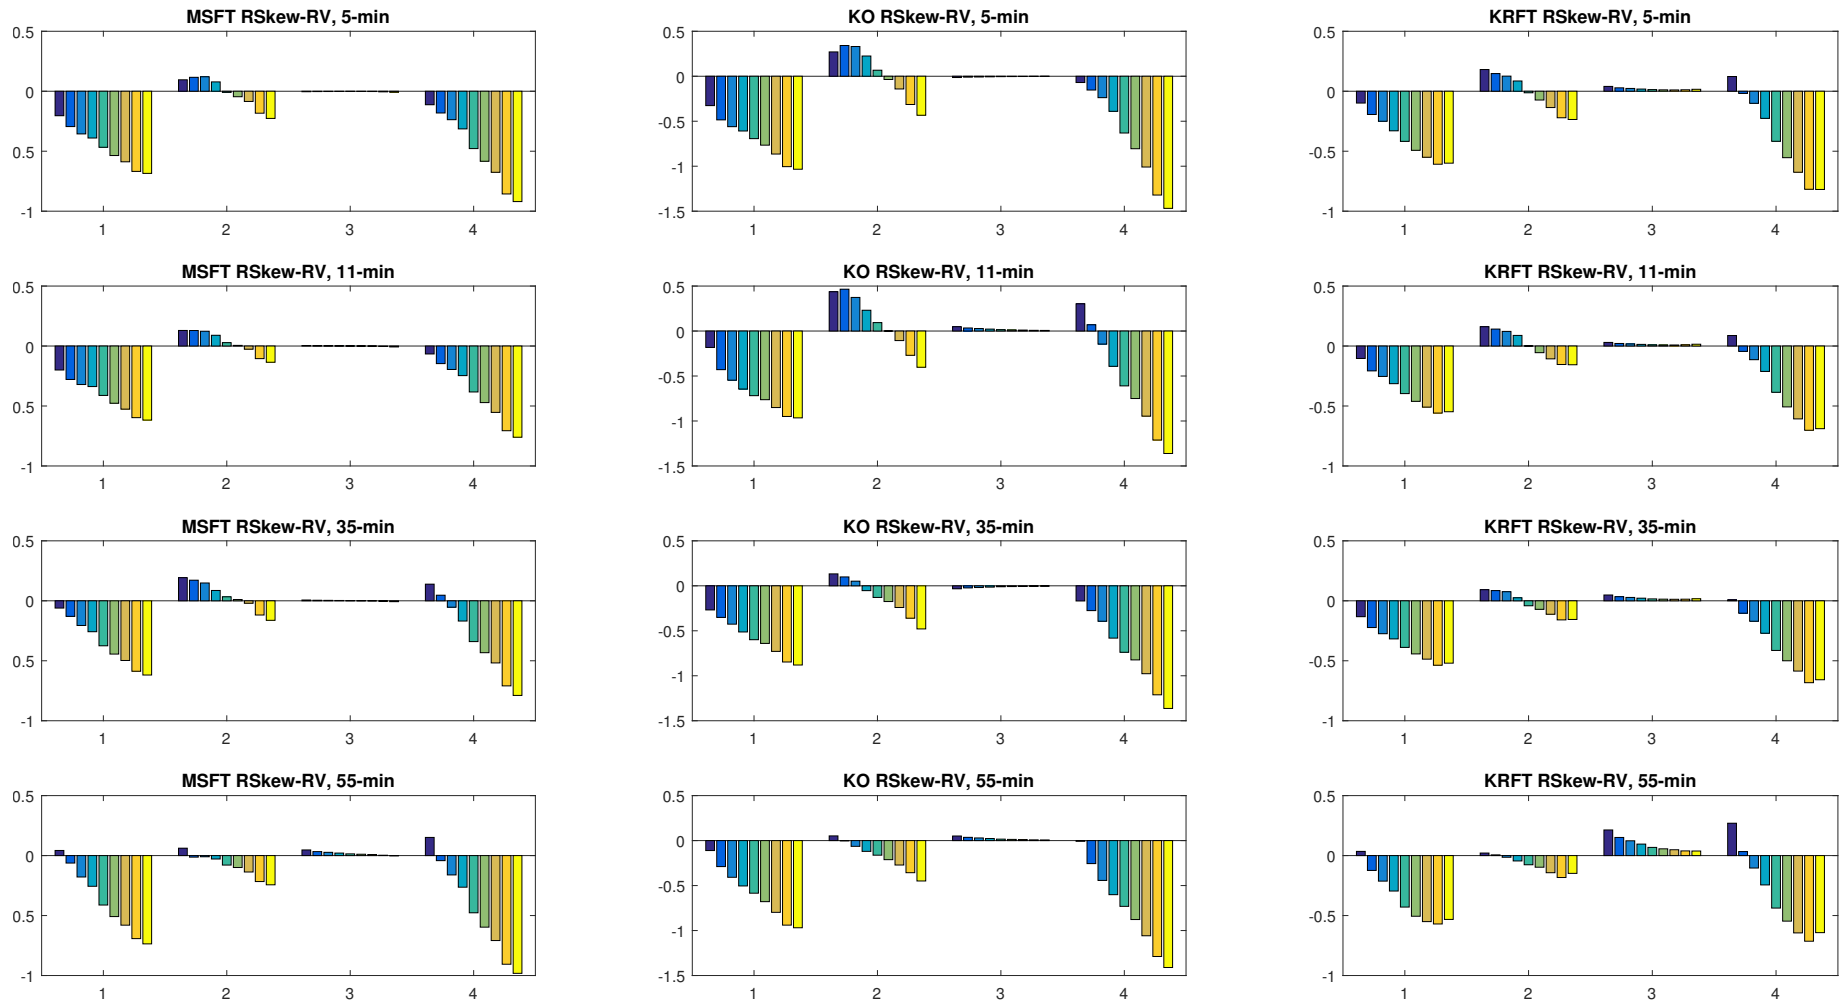 MSFT RSkew-RV, 5-min
0.5
0
0.5
-1
1 2 3 4
KO RSkew-RV, 5-min
0.5
0
-0.5
-1
-1.5
1 2 3 4
KRFT RSkew-RV, 5-min
0.5
0
-0.5
-1
1 2 3 4
MSFT RSkew-RV, 11-min
0.5
0
0.5
-1
1 2 3 4
KO RSkew-RV, 11-min
0.5
0
-0.5
-1
-1.5
1 2 3 4
KRFT RSkew-RV, 11-min
0.5
0
-0.5
-1
1 2 3 4
MSFT RSkew-RV, 35-min
0.5
0
0.5
-1
1 2 3 4
KO RSkew-RV, 35-min
0.5
0
-0.5
-1
-1.5
1 2 3 4
KRFT RSkew-RV, 35-min
0.5
0
-0.5
-1
1 2 3 4
MSFT RSkew-RV, 55-min
0.5
0
0.5
-1
1 2 3 4
KO RSkew-RV, 55-min
0.5
0
-0.5
-1
-1.5
1 2 3 4
KRFT RSkew-RV, 55-min
0.5
0
-0.5
-1
1 2 3 4